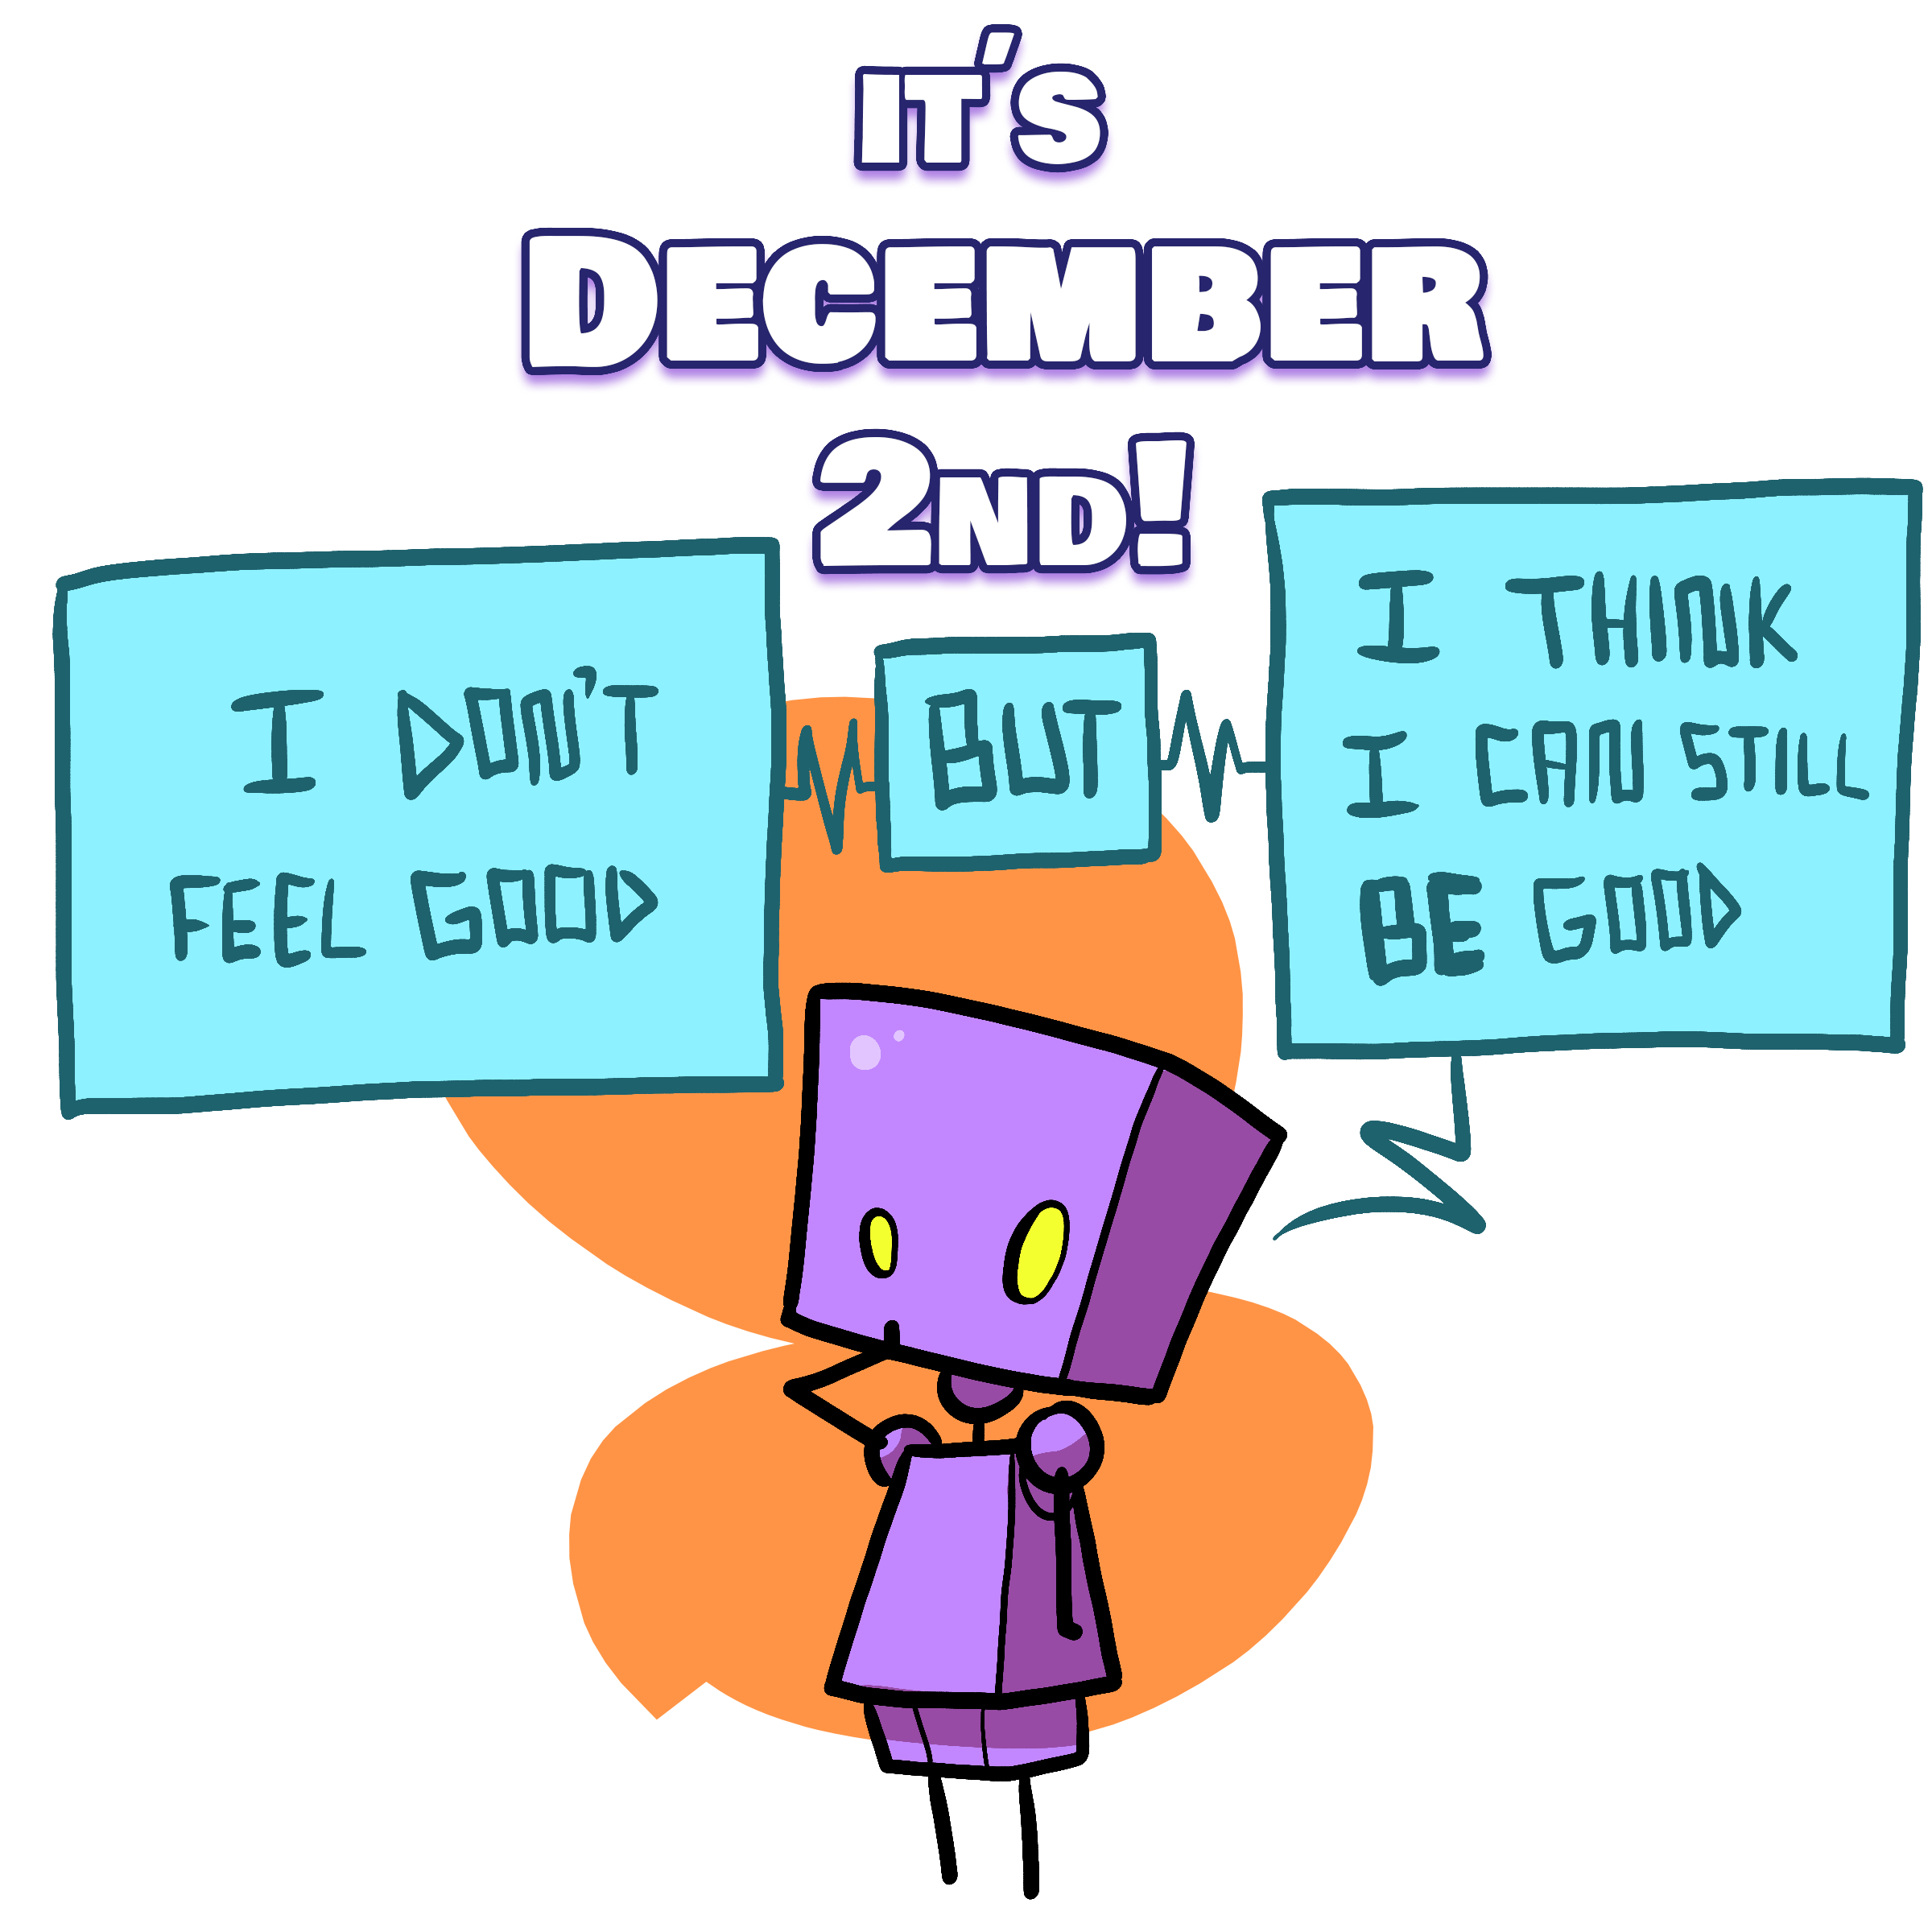 IT'S
DECEMBER
2ND!
I DON'T
FEEL GOOD
BUT
I THINK
I CAN STILL
BE GOOD